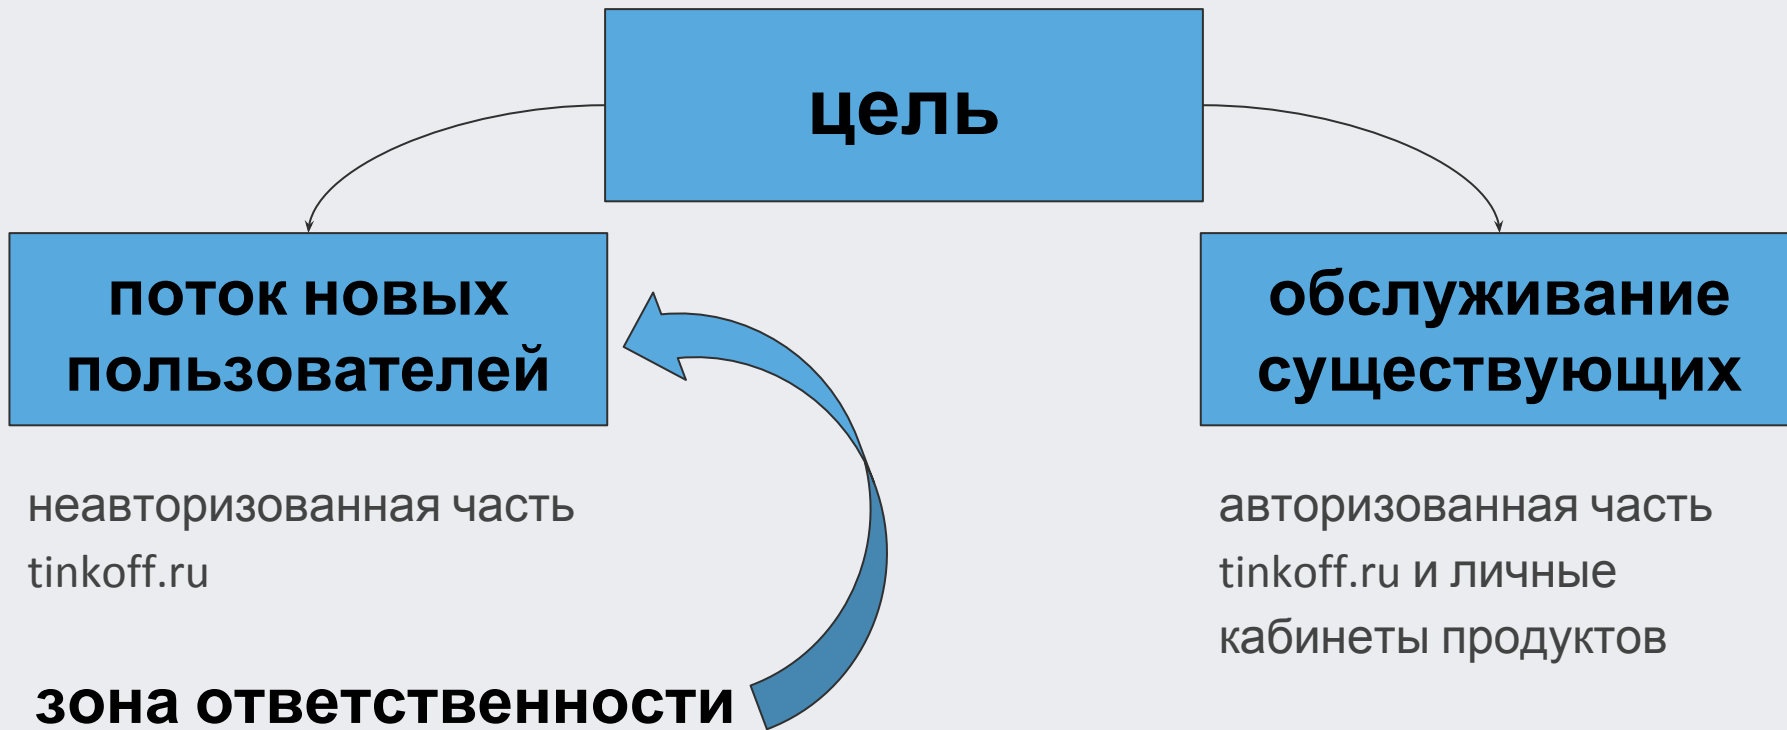 цель
поток новых
пользователей
обслуживание
существующих
неавторизованная часть
tinkoff.ru
авторизованная часть
tinkoff.ru и личные
кабинеты продуктов
зона ответственности